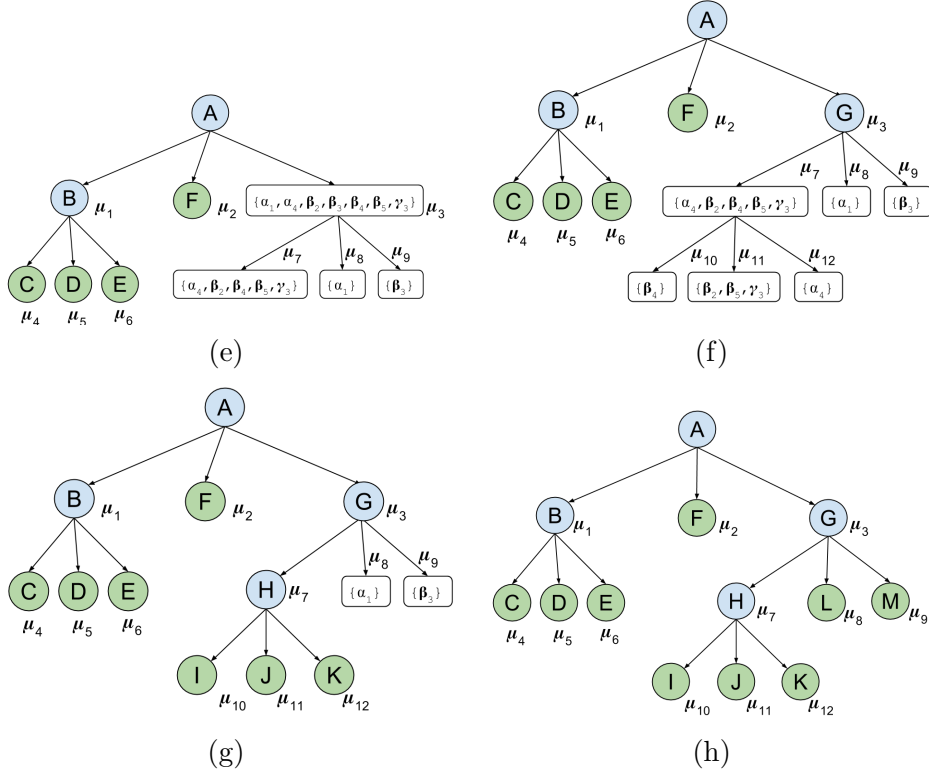 A
B
μ₁
F
μ₂
{α₁, α₄, β₂, β₃, β₄, β₅, γ₃}
μ₃
C
D
E
μ₄
μ₅
μ₆
μ₇
μ₈
μ₉
{α₄, β₂, β₄, β₅, γ₃}
{α₁}
{β₃}
(e)
A
B
μ₁
F
μ₂
G
μ₃
C
D
E
μ₄
μ₅
μ₆
μ₇
μ₈
μ₉
{α₄, β₂, β₄, β₅, γ₃}
{α₁}
{β₃}
μ₁₀
μ₁₁
μ₁₂
{β₄}
{β₂, β₅, γ₃}
{α₄}
(f)
A
B
μ₁
F
μ₂
G
μ₃
C
D
E
μ₄
μ₅
μ₆
H
μ₇
μ₈
μ₉
{α₁}
{β₃}
I
J
K
μ₁₀
μ₁₁
μ₁₂
(g)
A
B
μ₁
F
μ₂
G
μ₃
C
D
E
μ₄
μ₅
μ₆
H
μ₇
L
μ₈
M
μ₉
I
J
K
μ₁₀
μ₁₁
μ₁₂
(h)